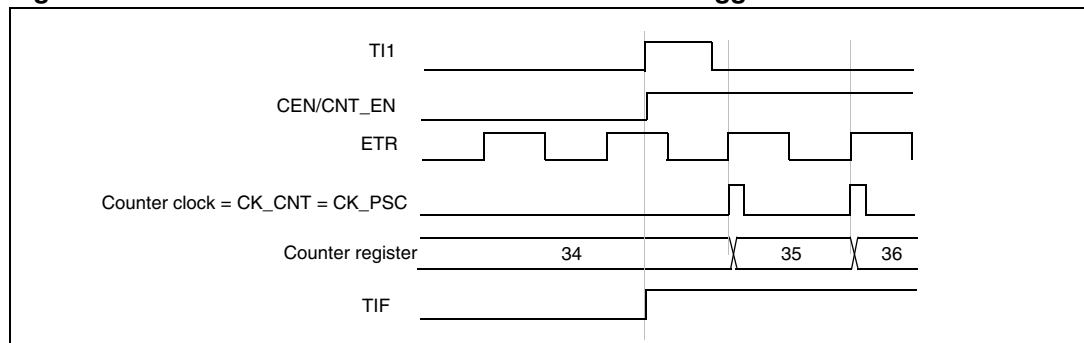 TI1
CEN/CNT_EN
ETR
Counter clock = CK_CNT = CK_PSC
Counter register
34
35
36
TIF